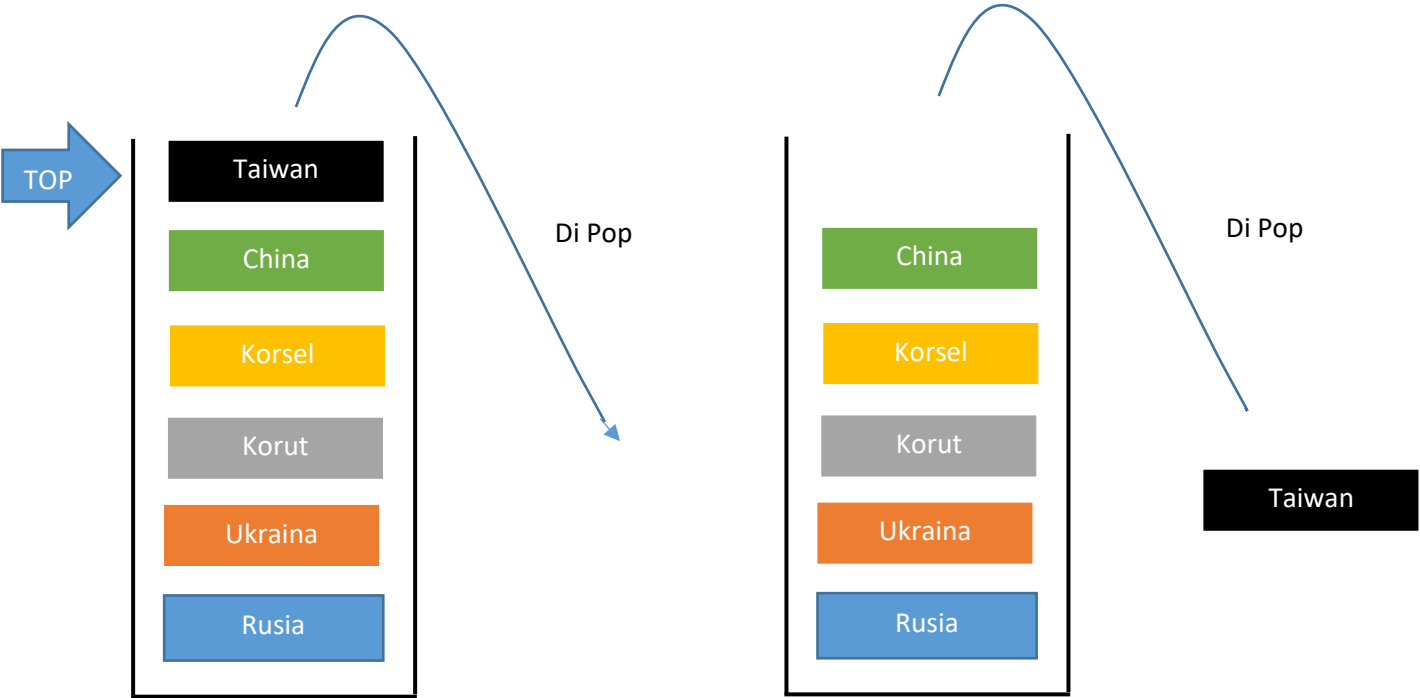 TOP
Taiwan
China
Korsel
Korut
Ukraina
Rusia
Di Pop
China
Korsel
Korut
Ukraina
Rusia
Di Pop
Taiwan